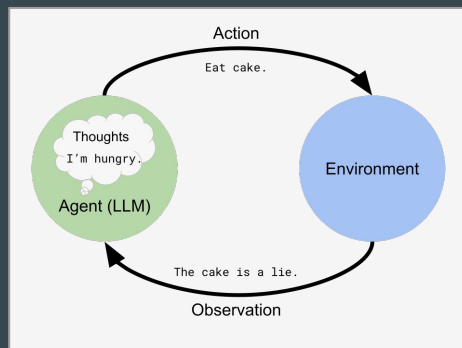 Action
Eat cake.
Thoughts
I'm hungry.
Agent (LLM)
Environment
The cake is a lie.
Observation